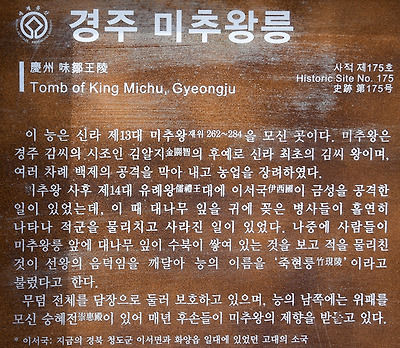 경주 미추왕릉
慶州 味鄒王陵
Tomb of King Michu, Gyeongju
사적 제175호
Historic Site No. 175
史跡 第175号
이 능은 신라 제13대 미추왕재위 262~284을 모신 곳이다. 미추왕은
경주 김씨의 시조인 김알지金閼智의 후예로 신라 최초의 김씨 왕이며,
여러 차례 백제의 공격을 막아 내고 농업을 장려하였다.
미추왕 사후 제14대 유례왕儒禮王대에 이서국伊西國이 금성을 공격한
일이 있었는데, 이 때 대나무 잎을 귀에 꽂은 병사들이 홀연히
나타나 적군을 물리치고 사라진 일이 있었다. 나중에 사람들이
미추왕릉 앞에 대나무 잎이 수북이 쌓여 있는 것을 보고 적을 물리친
것이 선왕의 음덕임을 깨달아 능의 이름을 ‘죽현릉竹現陵’이라고
불렀다고 한다.
무덤 전체를 담장으로 둘러 보호하고 있으며, 능의 남쪽에는 위패를
모신 숭혜전崇惠殿이 있어 매년 후손들이 미추왕의 제향을 받들고 있다.
* 이서국: 지금의 경북 청도군 이서면과 화양읍 일대에 있었던 고대의 소국